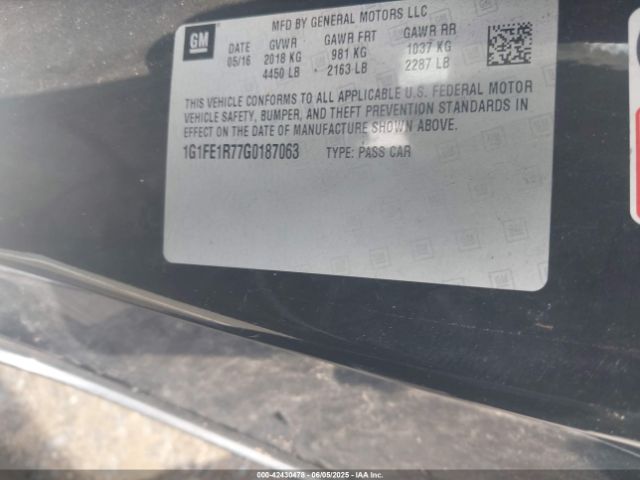 GM
MFD BY GENERAL MOTORS LLC
DATE GVWR GAWR FRT GAWR RR
05/16 2018 KG 981 KG 1037 KG
4450 LB 2163 LB 2287 LB
THIS VEHICLE CONFORMS TO ALL APPLICABLE U.S. FEDERAL MOTOR
VEHICLE SAFETY, BUMPER, AND THEFT PREVENTION STANDARDS IN
EFFECT ON THE DATE OF MANUFACTURE SHOWN ABOVE.
1G1FE1R77G0187063 TYPE: PASS CAR
000-42430478 - 06/05/2025 - IAAI.com